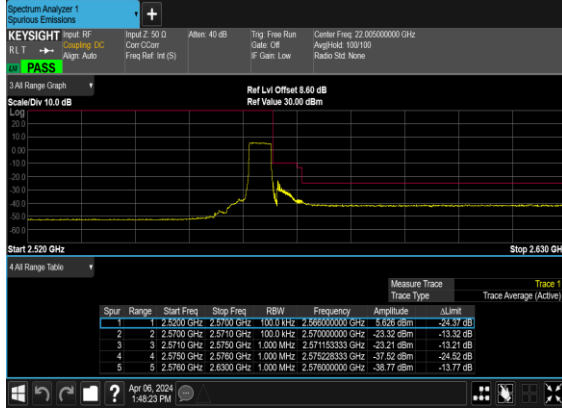 Spectrum Analyzer 1
Spurious Emissions
KEYSIGHT Input: RF Input Z: 50 Ω Atten: 40 dB Trig: Free Run Center Freq: 22.005000000 GHz
RLT Coupling: DC Corr CCorr Gate: Off Avg|Hold: 100/100
Align: Auto Freq Ref: Int (S) IF Gain: Low Radio Std: None
PASS
3 All Range Graph Ref Lvl Offset 8.60 dB
Scale/Div 10.0 dB Ref Value 30.00 dBm
Log
20.0
10.0
0.00
-10.0
-20.0
-30.0
-40.0
-50.0
-60.0
Start 2.520 GHz Stop 2.630 GH
4 All Range Table
Measure Trace Trace 1
Trace Type Trace Average (Active)
Spur Range Start Freq Stop Freq RBW Frequency Amplitude ΔLimit
1 1 2.5200 GHz 2.5700 GHz 100.0 kHz 2.566000000 GHz 5.626 dBm -24.37 dB
2 2 2.5700 GHz 2.5710 GHz 100.0 kHz 2.570000000 GHz -23.32 dBm -13.32 dB
3 3 2.5710 GHz 2.5750 GHz 1.000 MHz 2.571153333 GHz -23.21 dBm -13.21 dB
4 4 2.5750 GHz 2.5760 GHz 1.000 MHz 2.575228333 GHz -37.52 dBm -24.52 dB
5 5 2.5760 GHz 2.6300 GHz 1.000 MHz 2.576000000 GHz -38.77 dBm -13.77 dB
? Apr 06, 2024
1:48:23 PM